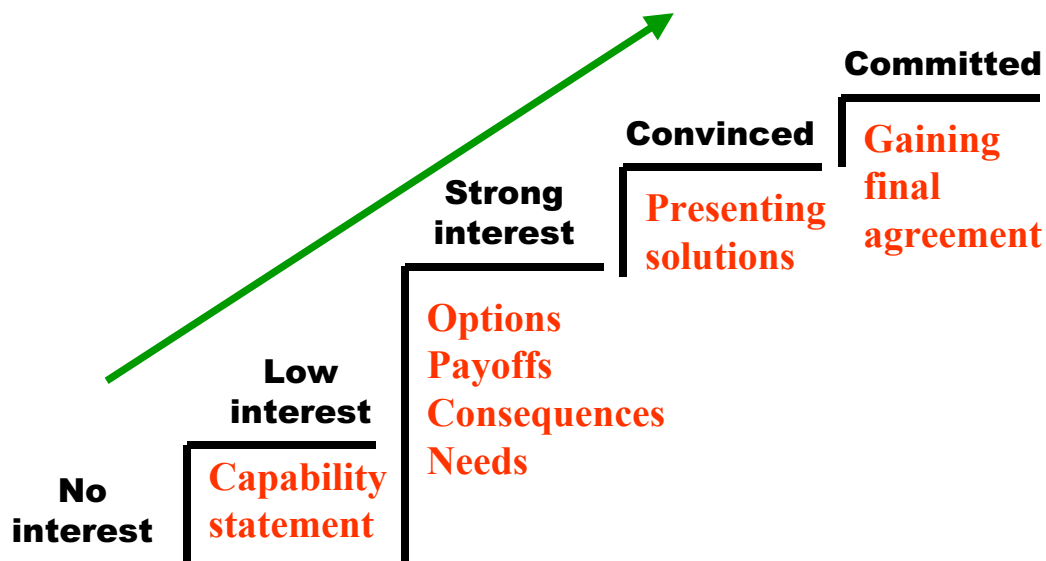 Committed
Gaining
final
agreement
Convinced
Presenting
solutions
Strong
interest
Options
Payoffs
Consequences
Needs
Low
interest
Capability
statement
No
interest